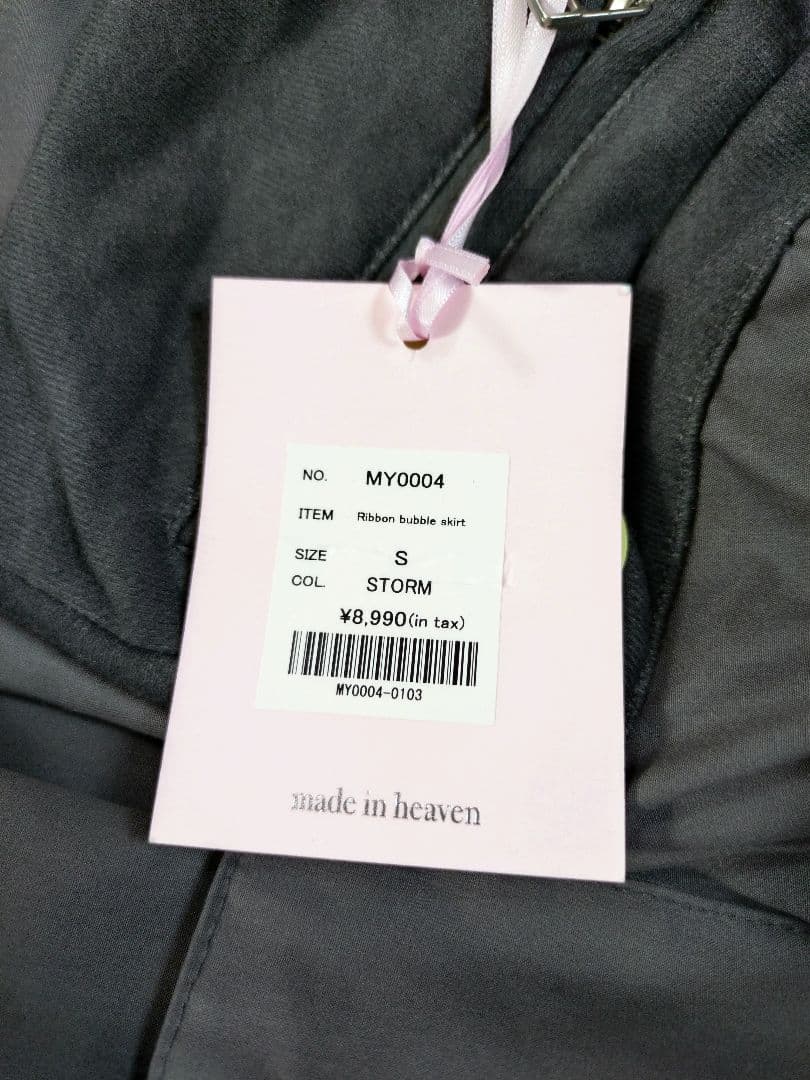 NO. MY0004
ITEM Ribbon bubble skirt
SIZE S
COL. STORM
¥8,990(in tax)
MY0004-0103
made in heaven